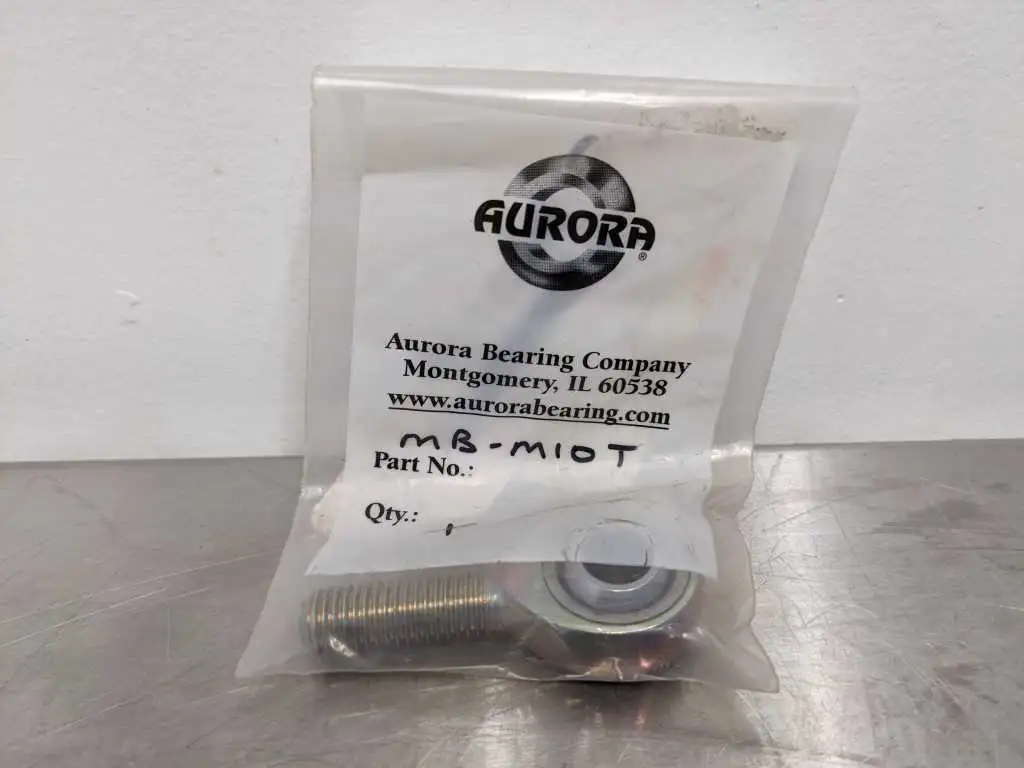 AURORA®
Aurora Bearing Company
Montgomery, IL 60538
www.aurorabearing.com
MB-M10T
Part No.:
Qty.: 1